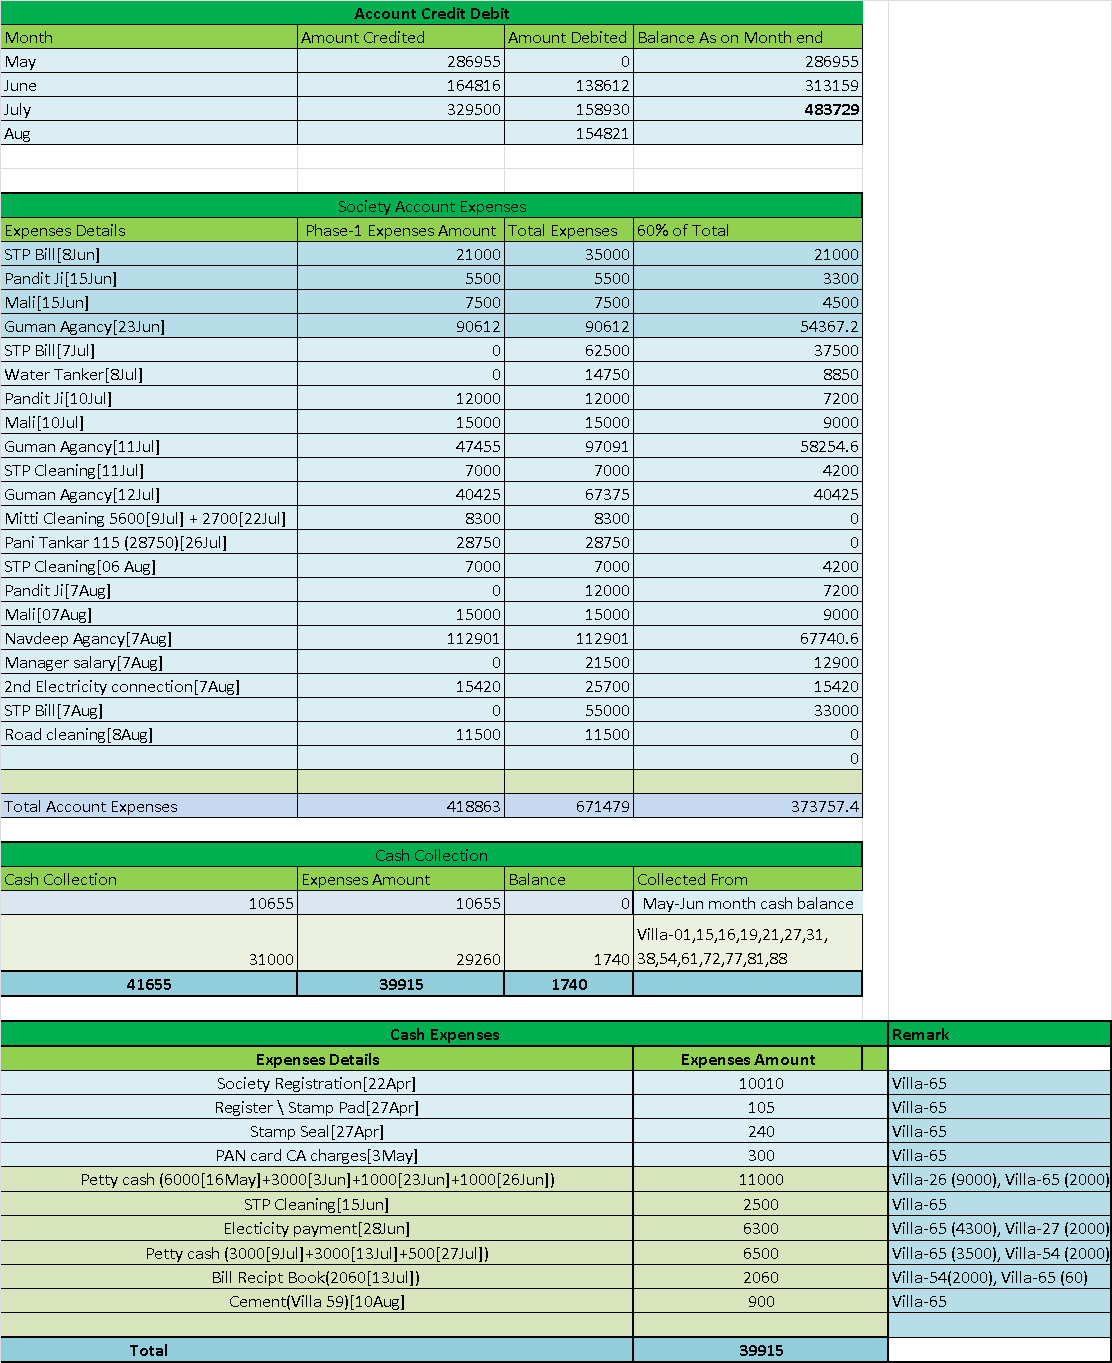 Account Credit Debit
Month Amount Credited Amount Debited Balance As on Month end
May 286955 0 286955
June 164816 138612 313159
July 329500 158930 483729
Aug 154821
Society Account Expenses
Expenses Details Phase-1 Expenses Amount Total Expenses 60% of Total
STP Bill[8Jun] 21000 35000 21000
Pandit Ji[15Jun] 5500 5500 3300
Mali[15Jun] 7500 7500 4500
Guman Agancy[23Jun] 90612 90612 54367.2
STP Bill[7Jul] 0 62500 37500
Water Tanker[8Jul] 0 14750 8850
Pandit Ji[10Jul] 12000 12000 7200
Mali[10Jul] 15000 15000 9000
Guman Agancy[11Jul] 47455 97091 58254.6
STP Cleaning[11Jul] 7000 7000 4200
Guman Agancy[12Jul] 40425 67375 40425
Mitti Cleaning 5600[9Jul] + 2700[22Jul] 8300 8300 0
Pani Tankar 115 (28750)[26Jul] 28750 28750 0
STP Cleaning[06 Aug] 7000 7000 4200
Pandit Ji[7Aug] 0 12000 7200
Mali[07Aug] 15000 15000 9000
Navdeep Agancy[7Aug] 112901 112901 67740.6
Manager salary[7Aug] 0 21500 12900
2nd Electricity connection[7Aug] 15420 25700 15420
STP Bill[7Aug] 0 55000 33000
Road cleaning[8Aug] 11500 11500 0
0
Total Account Expenses 418863 671479 373757.4
Cash Collection
Cash Collection Expenses Amount Balance Collected From
10655 10655 0 May-Jun month cash balance
Villa-01,15,16,19,21,27,31,
31000 29260 1740 38,54,61,72,77,81,88
41655 39915 1740
Cash Expenses Remark
Expenses Details Expenses Amount
Society Registration[22Apr] 10010 Villa-65
Register \ Stamp Pad[27Apr] 105 Villa-65
Stamp Seal[27Apr] 240 Villa-65
PAN card CA charges[3May] 300 Villa-65
Petty cash (6000[16May]+3000[3Jun]+1000[23Jun]+1000[26Jun]) 11000 Villa-26 (9000), Villa-65 (2000)
STP Cleaning[15Jun] 2500 Villa-65
Electicity payment[28Jun] 6300 Villa-65 (4300), Villa-27 (2000)
Petty cash (3000[9Jul]+3000[13Jul]+500[27Jul]) 6500 Villa-65 (3500), Villa-54 (2000)
Bill Recipt Book(2060[13Jul]) 2060 Villa-54(2000), Villa-65 (60)
Cement(Villa 59)[10Aug] 900 Villa-65
Total 39915